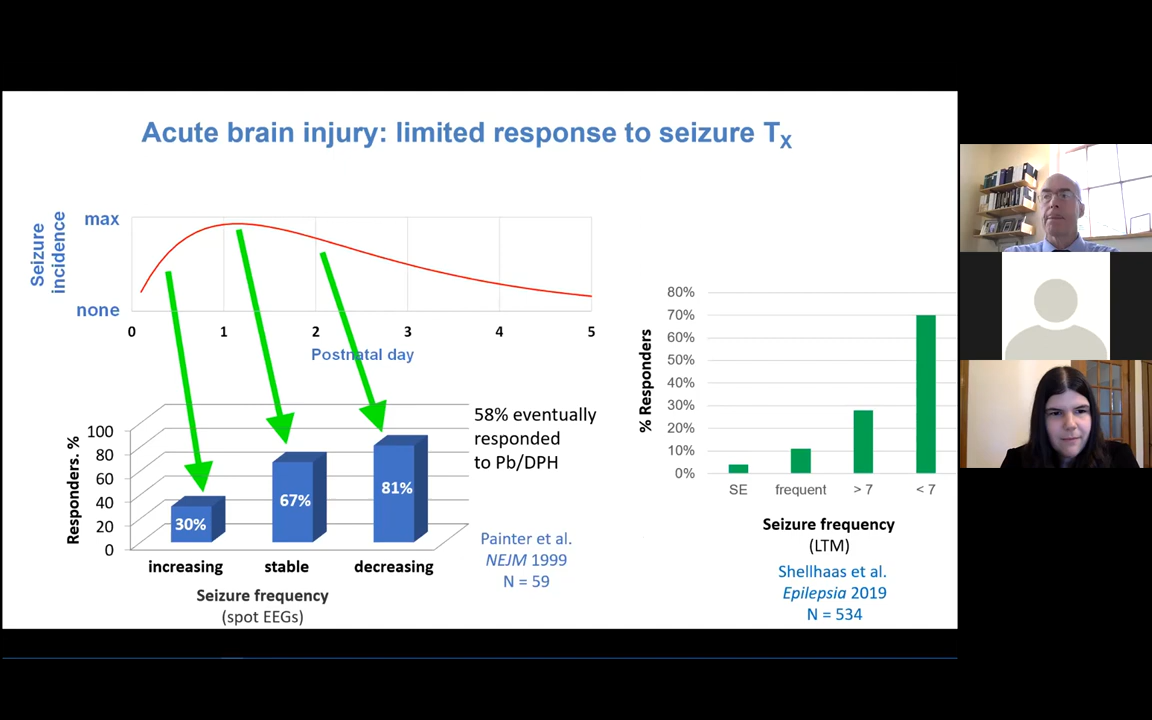 Acute brain injury: limited response to seizure TX
Seizure
incidence
max
none
0 1 2 3 4 5
Postnatal day
Responders. %
100
80
60
40
20
0
30%
67%
81%
increasing stable decreasing
Seizure frequency
(spot EEGs)
58% eventually
responded
to Pb/DPH
Painter et al.
NEJM 1999
N = 59
% Responders
80%
70%
60%
50%
40%
30%
20%
10%
0%
SE frequent > 7 < 7
Seizure frequency
(LTM)
Shellhaas et al.
Epilepsia 2019
N = 534